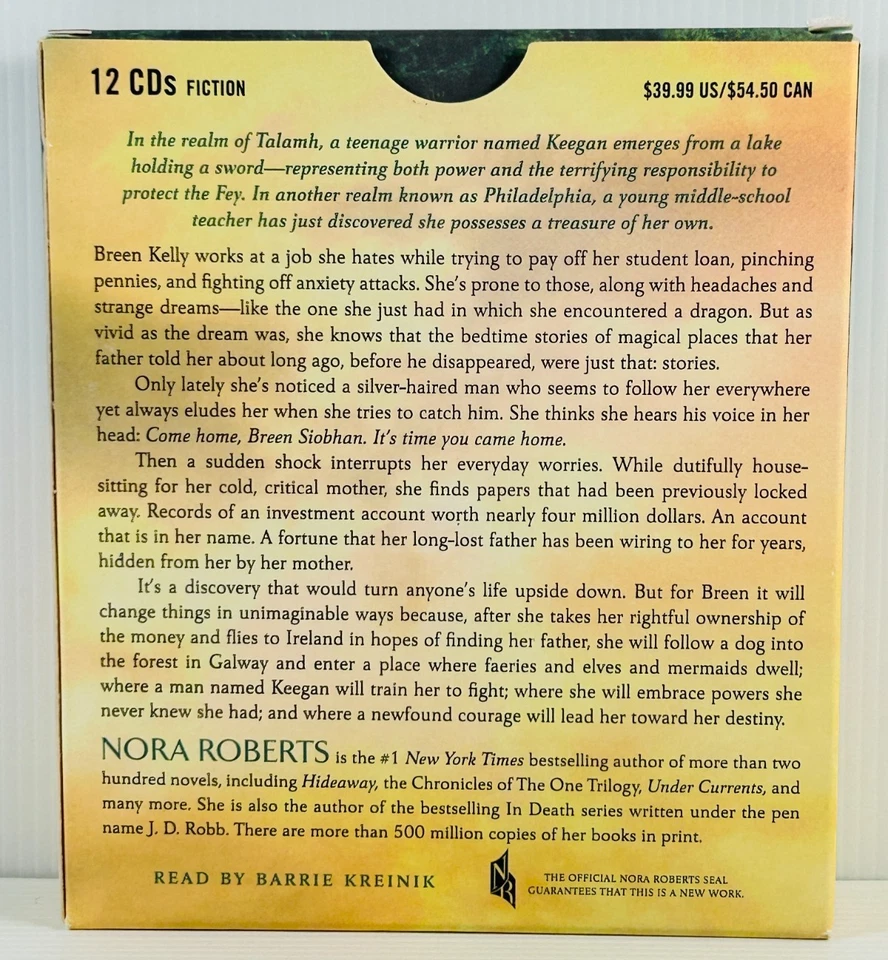 12 CDs FICTION
$39.99 US/$54.50 CAN
In the realm of Talamh, a teenage warrior named Keegan emerges from a lake
holding a sword—representing both power and the terrifying responsibility to
protect the Fey. In another realm known as Philadelphia, a young middle-school
teacher has just discovered she possesses a treasure of her own.
Breen Kelly works at a job she hates while trying to pay off her student loan, pinching
pennies, and fighting off anxiety attacks. She's prone to those, along with headaches and
strange dreams—like the one she just had in which she encountered a dragon. But as
vivid as the dream was, she knows that the bedtime stories of magical places that her
father told her about long ago, before he disappeared, were just that: stories.
Only lately she's noticed a silver-haired man who seems to follow her everywhere
yet always eludes her when she tries to catch him. She thinks she hears his voice in her
head: Come home, Breen Siobhan. It's time you came home.
Then a sudden shock interrupts her everyday worries. While dutifully house-
sitting for her cold, critical mother, she finds papers that had been previously locked
away. Records of an investment account worth nearly four million dollars. An account
that is in her name. A fortune that her long-lost father has been wiring to her for years,
hidden from her by her mother.
It's a discovery that would turn anyone's life upside down. But for Breen it will
change things in unimaginable ways because, after she takes her rightful ownership of
the money and flies to Ireland in hopes of finding her father, she will follow a dog into
the forest in Galway and enter a place where faeries and elves and mermaids dwell;
where a man named Keegan will train her to fight; where she will embrace powers she
never knew she had; and where a newfound courage will lead her toward her destiny.
NORA ROBERTS is the #1 New York Times bestselling author of more than two
hundred novels, including Hideaway, the Chronicles of The One Trilogy, Under Currents, and
many more. She is also the author of the bestselling In Death series written under the pen
name J. D. Robb. There are more than 500 million copies of her books in print.
READ BY BARRIE KREINIK
NR
THE OFFICIAL NORA ROBERTS SEAL
GUARANTEES THAT THIS IS A NEW WORK.